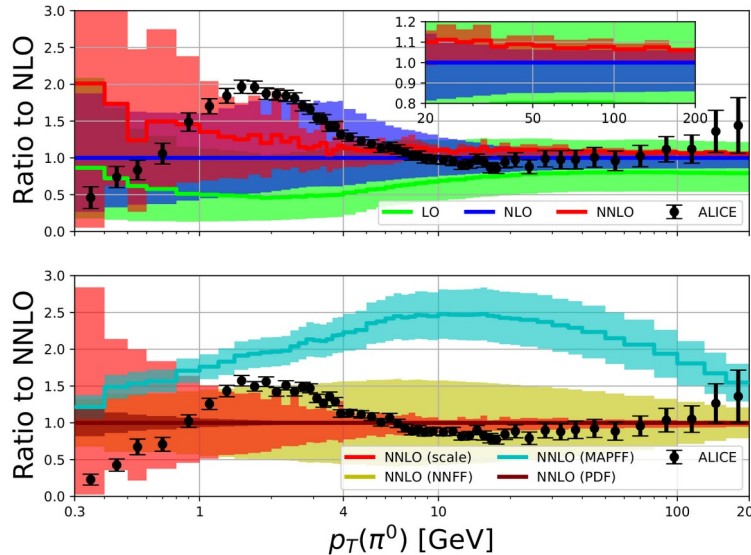 Ratio to NLO
3.0
2.5
2.0
1.5
1.0
0.5
0.0
1.2
1.1
1.0
0.9
0.8
20 50 100 200
LO NLO NNLO ALICE
Ratio to NNLO
3.0
2.5
2.0
1.5
1.0
0.5
0.0
NNLO (scale) NNLO (MAPFF) ALICE
NNLO (NNFF) NNLO (PDF)
0.3 1 4 10 100 200
p_T(π⁰) [GeV]